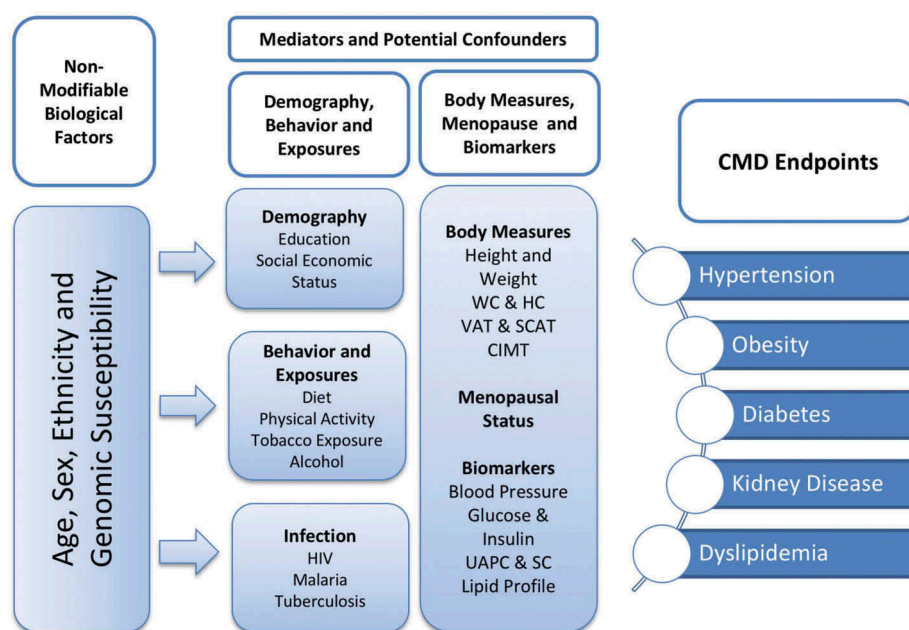 Non-
Modifiable
Biological
Factors
Age, Sex, Ethnicity and
Genomic Susceptibility
Mediators and Potential Confounders
Demography,
Behavior and
Exposures
Demography
Education
Social Economic
Status
Behavior and
Exposures
Diet
Physical Activity
Tobacco Exposure
Alcohol
Infection
HIV
Malaria
Tuberculosis
Body Measures,
Menopause and
Biomarkers
Body Measures
Height and
Weight
WC & HC
VAT & SCAT
CIMT
Menopausal
Status
Biomarkers
Blood Pressure
Glucose &
Insulin
UAPC & SC
Lipid Profile
CMD Endpoints
Hypertension
Obesity
Diabetes
Kidney Disease
Dyslipidemia